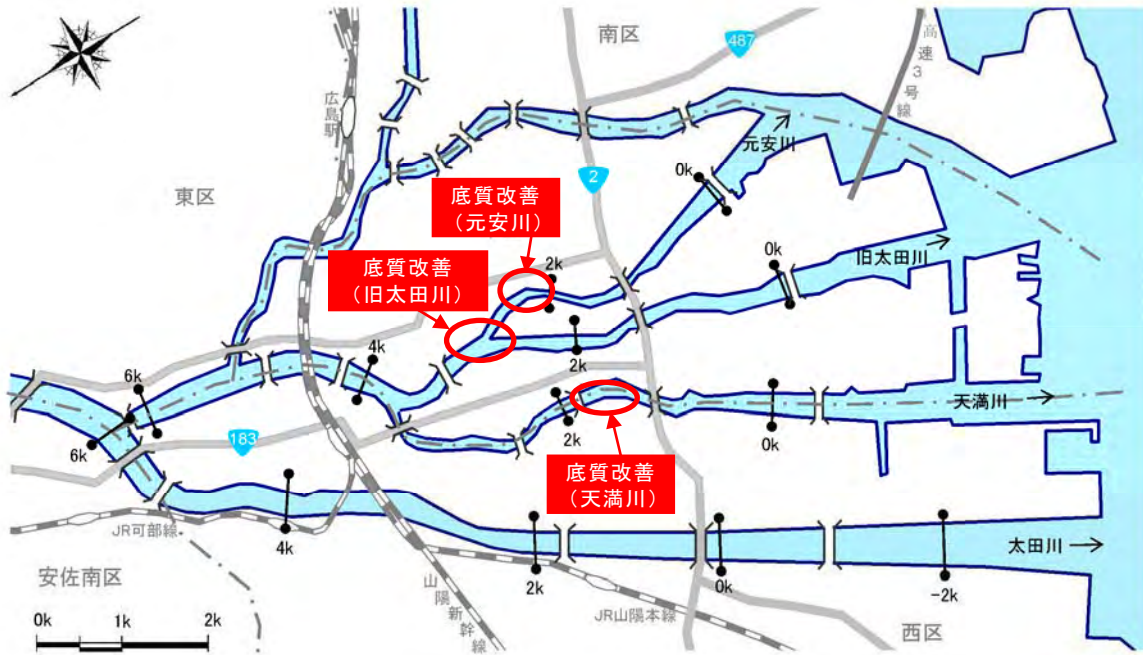 南区
487
高速3号線
広島駅
元安川
0k
2
東区
底質改善
（元安川）
2k
底質改善
（旧太田川）
0k
旧太田川
4k
2k
6k
天満川
2k
0k
6k
183
底質改善
（天満川）
JR可部線
4k
2k
0k
太田川
-2k
安佐南区
山陽新幹線
JR山陽本線
西区
0k 1k 2k